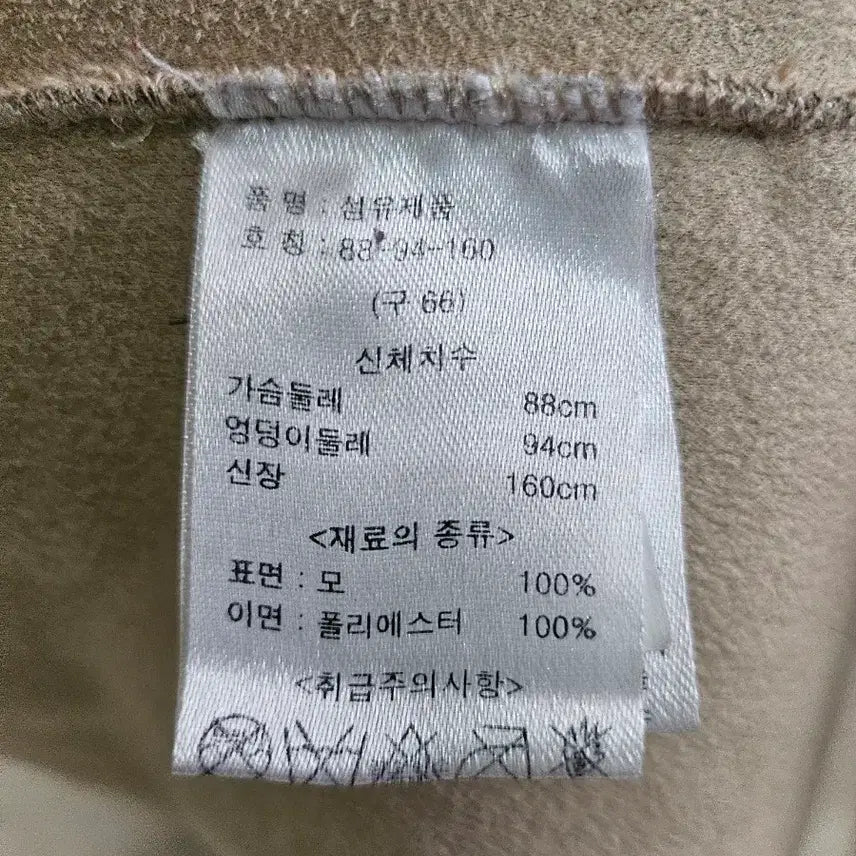 품 명 : 섬유제품
호 칭 : 88-94-160
(구 66)
신체치수
가슴둘레 88cm
엉덩이둘레 94cm
신장 160cm
<재료의 종류>
표면 : 모 100%
이면 : 폴리에스터 100%
<취급주의사항>